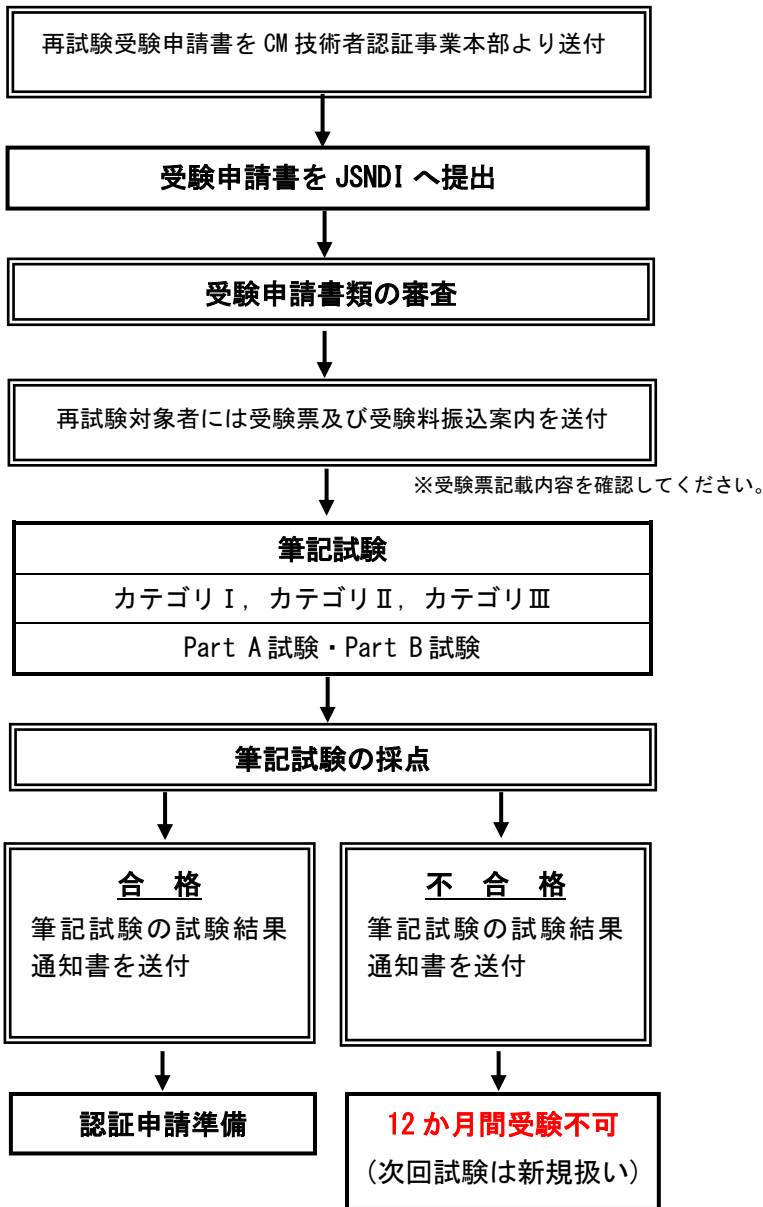 再試験受験申請書を CM 技術者認証事業本部より送付
受験申請書を JSNDI へ提出
受験申請書類の審査
再試験対象者には受験票及び受験料振込案内を送付
※受験票記載内容を確認してください。
筆記試験
カテゴリⅠ, カテゴリⅡ, カテゴリⅢ
Part A 試験・Part B 試験
筆記試験の採点
合 格
筆記試験の試験結果
通知書を送付
不 合 格
筆記試験の試験結果
通知書を送付
認証申請準備
12 か月間受験不可
(次回試験は新規扱い)